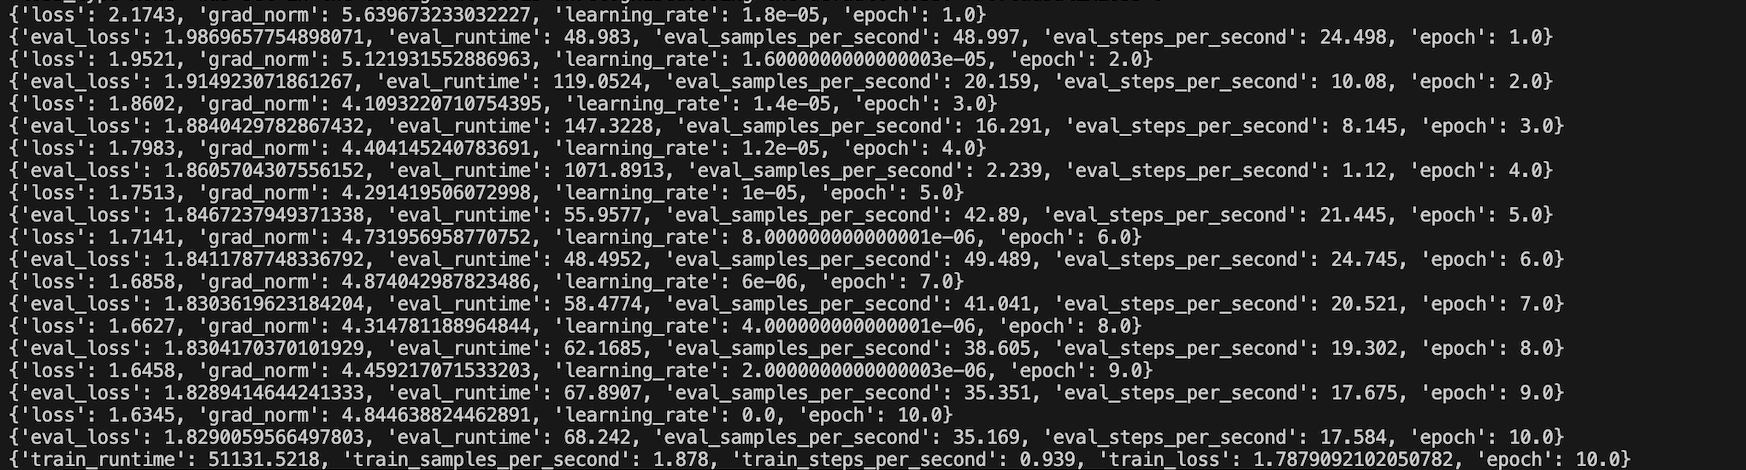 {'loss': 2.1743, 'grad_norm': 5.639673233032227, 'learning_rate': 1.8e-05, 'epoch': 1.0}
{'eval_loss': 1.9869657754898071, 'eval_runtime': 48.983, 'eval_samples_per_second': 48.997, 'eval_steps_per_second': 24.498, 'epoch': 1.0}
{'loss': 1.9521, 'grad_norm': 5.121931552886963, 'learning_rate': 1.6000000000000003e-05, 'epoch': 2.0}
{'eval_loss': 1.914923071861267, 'eval_runtime': 119.0524, 'eval_samples_per_second': 20.159, 'eval_steps_per_second': 10.08, 'epoch': 2.0}
{'loss': 1.8602, 'grad_norm': 4.1093220710754395, 'learning_rate': 1.4e-05, 'epoch': 3.0}
{'eval_loss': 1.8840429782867432, 'eval_runtime': 147.3228, 'eval_samples_per_second': 16.291, 'eval_steps_per_second': 8.145, 'epoch': 3.0}
{'loss': 1.7983, 'grad_norm': 4.404145240783691, 'learning_rate': 1.2e-05, 'epoch': 4.0}
{'eval_loss': 1.8605704307556152, 'eval_runtime': 1071.8913, 'eval_samples_per_second': 2.239, 'eval_steps_per_second': 1.12, 'epoch': 4.0}
{'loss': 1.7513, 'grad_norm': 4.291419506072998, 'learning_rate': 1e-05, 'epoch': 5.0}
{'eval_loss': 1.8467237949371338, 'eval_runtime': 55.9577, 'eval_samples_per_second': 42.89, 'eval_steps_per_second': 21.445, 'epoch': 5.0}
{'loss': 1.7141, 'grad_norm': 4.731956958770752, 'learning_rate': 8.000000000000001e-06, 'epoch': 6.0}
{'eval_loss': 1.8411787748336792, 'eval_runtime': 48.4952, 'eval_samples_per_second': 49.489, 'eval_steps_per_second': 24.745, 'epoch': 6.0}
{'loss': 1.6858, 'grad_norm': 4.874042987823486, 'learning_rate': 6e-06, 'epoch': 7.0}
{'eval_loss': 1.8303619623184204, 'eval_runtime': 58.4774, 'eval_samples_per_second': 41.041, 'eval_steps_per_second': 20.521, 'epoch': 7.0}
{'loss': 1.6627, 'grad_norm': 4.314781188964844, 'learning_rate': 4.000000000000001e-06, 'epoch': 8.0}
{'eval_loss': 1.8304170370101929, 'eval_runtime': 62.1685, 'eval_samples_per_second': 38.605, 'eval_steps_per_second': 19.302, 'epoch': 8.0}
{'loss': 1.6458, 'grad_norm': 4.459217071533203, 'learning_rate': 2.0000000000000003e-06, 'epoch': 9.0}
{'eval_loss': 1.8289414644241333, 'eval_runtime': 67.8907, 'eval_samples_per_second': 35.351, 'eval_steps_per_second': 17.675, 'epoch': 9.0}
{'loss': 1.6345, 'grad_norm': 4.844638824462891, 'learning_rate': 0.0, 'epoch': 10.0}
{'eval_loss': 1.8290059566497803, 'eval_runtime': 68.242, 'eval_samples_per_second': 35.169, 'eval_steps_per_second': 17.584, 'epoch': 10.0}
{'train_runtime': 51131.5218, 'train_samples_per_second': 1.878, 'train_steps_per_second': 0.939, 'train_loss': 1.7879092102050782, 'epoch': 10.0}